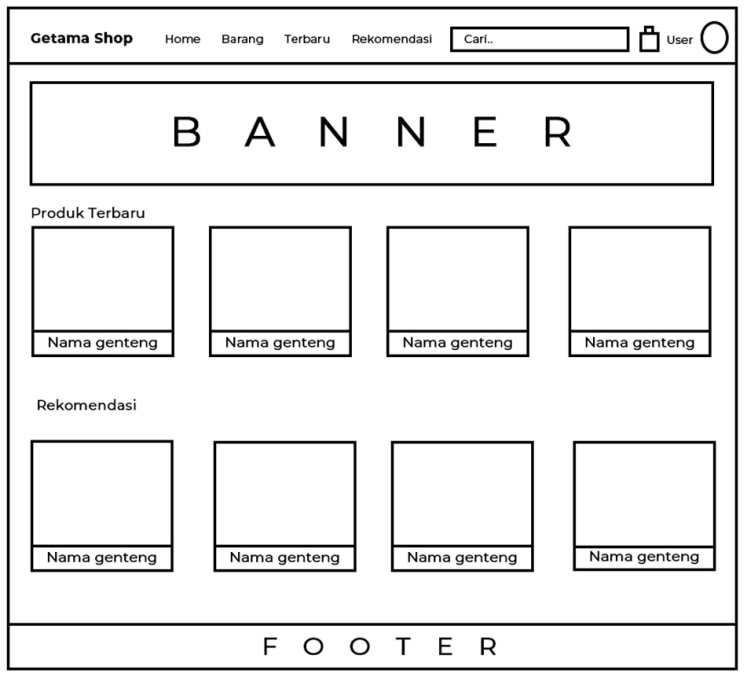 Getama Shop Home Barang Terbaru Rekomendasi Cari.. User
B A N N E R
Produk Terbaru
Nama genteng Nama genteng Nama genteng Nama genteng
Rekomendasi
Nama genteng Nama genteng Nama genteng Nama genteng
F O O T E R